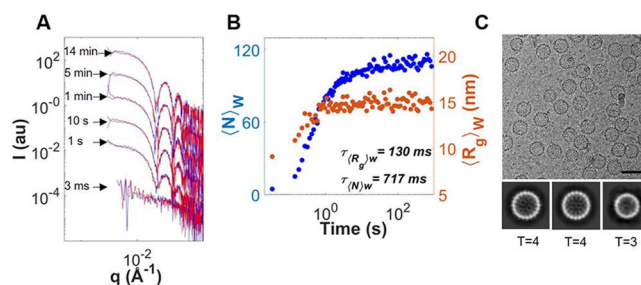 A
14 min
5 min
1 min
10 s
1 s
3 ms
I (au)
10²
10⁻⁰
10⁻²
10⁻⁴
10⁻²
q (Å⁻¹)
B
120
60
0
⟨N⟩w
20
15
10
5
⟨Rg⟩w (nm)
τ⟨Rg⟩w = 130 ms
τ⟨N⟩w = 717 ms
10⁰
10²
Time (s)
C
T=4
T=4
T=3